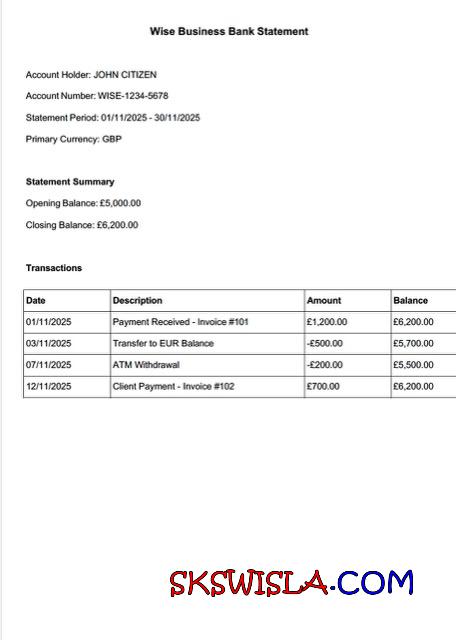 Wise Business Bank Statement
Account Holder: JOHN CITIZEN
Account Number: WISE-1234-5678
Statement Period: 01/11/2025 - 30/11/2025
Primary Currency: GBP
Statement Summary
Opening Balance: £5,000.00
Closing Balance: £6,200.00
Transactions
Date Description Amount Balance
01/11/2025 Payment Received - Invoice #101 £1,200.00 £6,200.00
03/11/2025 Transfer to EUR Balance -£500.00 £5,700.00
07/11/2025 ATM Withdrawal -£200.00 £5,500.00
12/11/2025 Client Payment - Invoice #102 £700.00 £6,200.00
SKSWISLA.COM